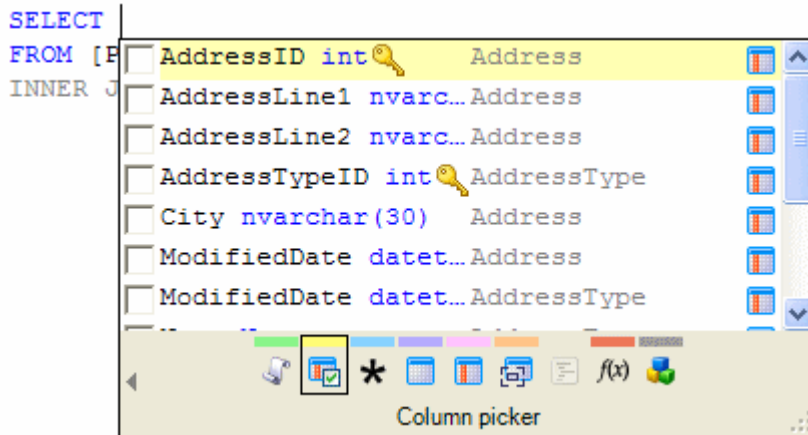 SELECT
FROM [P
INNER J
AddressID int Address
AddressLine1 nvarc... Address
AddressLine2 nvarc... Address
AddressTypeID int AddressType
City nvarchar(30) Address
ModifiedDate datet... Address
ModifiedDate datet... AddressType
f(x)
Column picker